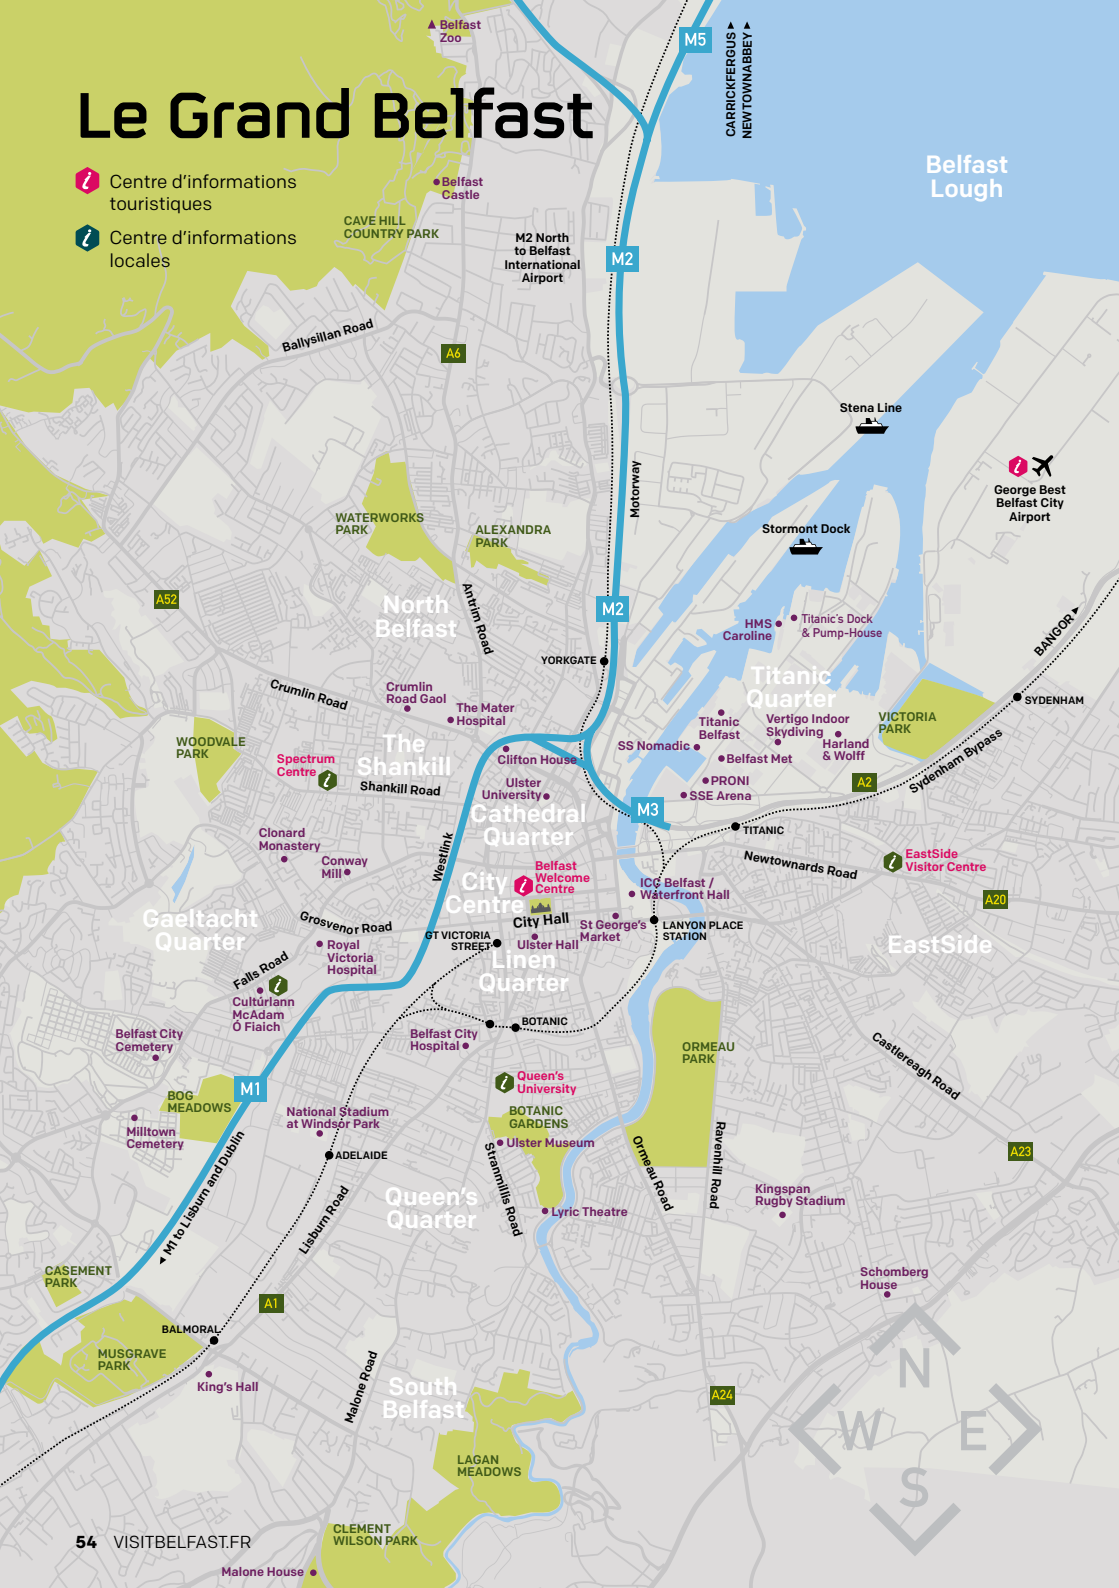 Belfast
Zoo
M5
CARRICKFERGUS
NEWTOWNABBEY
Le Grand Belfast
Belfast
Lough
Centre d'informations
touristiques
Belfast
Castle
Centre d'informations
locales
CAVE HILL
COUNTRY PARK
M2 North
to Belfast
International
Airport
M2
Ballysillan Road
A6
Stena Line
Motorway
George Best
Belfast City
Airport
WATERWORKS
PARK
ALEXANDRA
PARK
Stormont Dock
A52
North
Belfast
Antrim Road
M2
HMS
Caroline
Titanic's Dock
& Pump-House
BANGOR
YORKGATE
Titanic
Quarter
SYDENHAM
Crumlin Road
Crumlin
Road Gaol
The Mater
Hospital
Titanic
Belfast
Vertigo Indoor
Skydiving
VICTORIA
PARK
WOODVALE
PARK
The
Shankill
SS Nomadic
Harland
& Wolff
Sydenham Bypass
Spectrum
Centre
Clifton House
Belfast Met
Shankill Road
Ulster
University
PRONI
SSE Arena
A2
Cathedral
Quarter
M3
TITANIC
Clonard
Monastery
Conway
Mill
Westlink
Newtownards Road
EastSide
Visitor Centre
City
Centre
Belfast
Welcome
Centre
ICC Belfast /
Waterfront Hall
A20
Gaeltacht
Quarter
Grosvenor Road
City Hall
St George's
Market
LANYON PLACE
STATION
GT VICTORIA
STREET
Ulster Hall
EastSide
Royal
Victoria
Hospital
Linen
Quarter
Falls Road
Cultúrlann
McAdam
Ó Fiaich
Belfast City
Cemetery
Belfast City
Hospital
BOTANIC
ORMEAU
PARK
Castlereagh Road
Queen's
University
BOG
MEADOWS
M1
National Stadium
at Windsor Park
BOTANIC
GARDENS
Milltown
Cemetery
Ulster Museum
ADELAIDE
M1 to Lisburn and Dublin
Lisburn Road
Stranmillis Road
Ormeau Road
Ravenhill Road
A23
Queen's
Quarter
Lyric Theatre
Kingspan
Rugby Stadium
CASEMENT
PARK
Schomberg
House
A1
BALMORAL
MUSGRAVE
PARK
King's Hall
Malone Road
South
Belfast
A24
N
W
E
S
LAGAN
MEADOWS
CLEMENT
WILSON PARK
54 VISITBELFAST.FR
Malone House